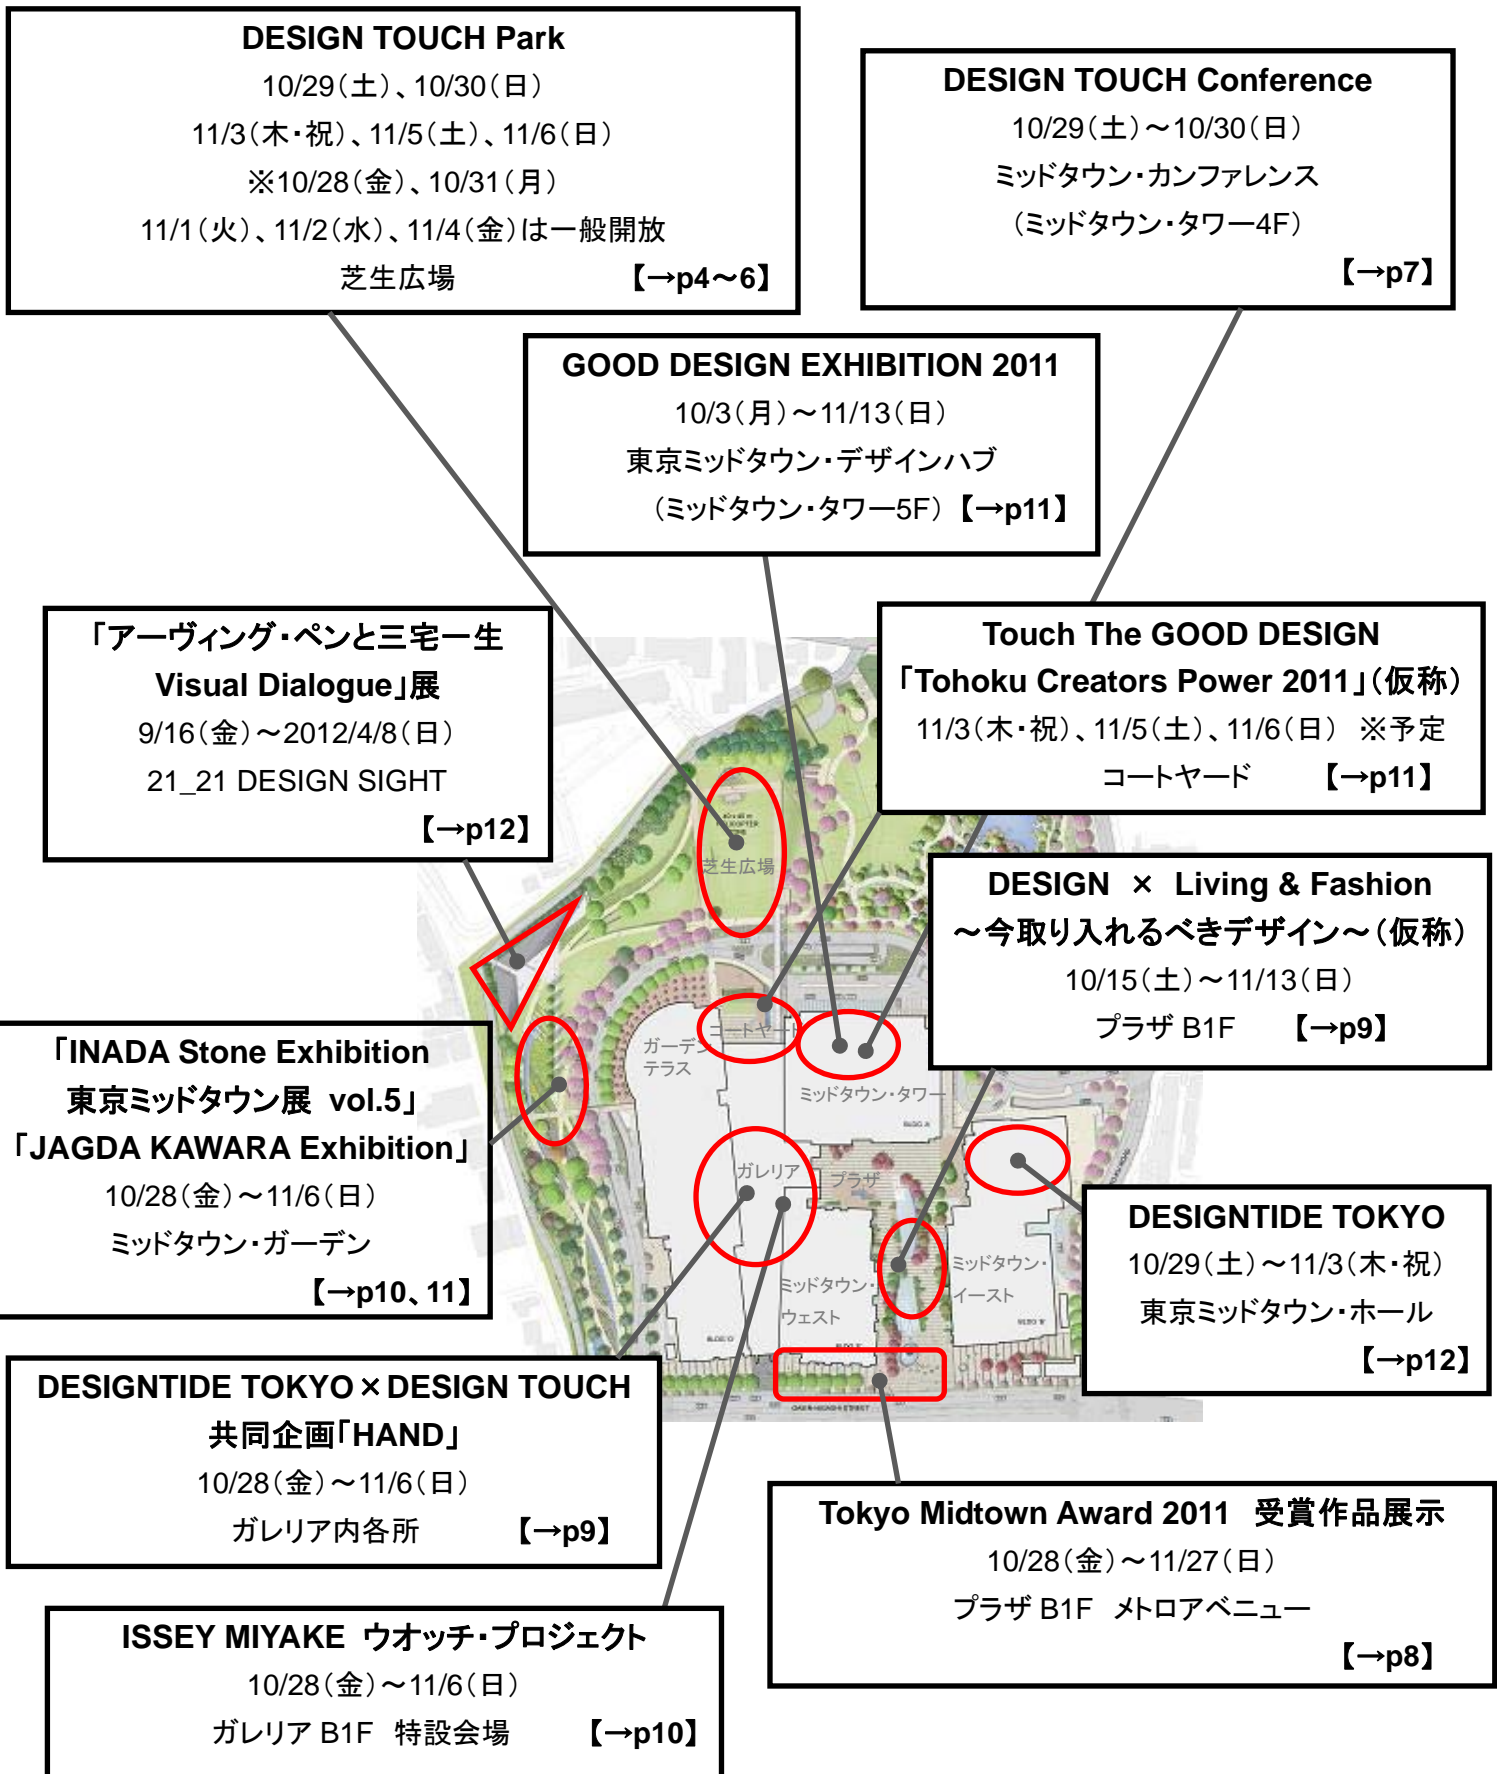 DESIGN TOUCH Park
10/29(土)、10/30(日)
11/3(木・祝)、11/5(土)、11/6(日)
※10/28(金)、10/31(月)
11/1(火)、11/2(水)、11/4(金)は一般開放
芝生広場 【→p4～6】
DESIGN TOUCH Conference
10/29(土)～10/30(日)
ミッドタウン・カンファレンス
(ミッドタウン・タワー4F)
【→p7】
GOOD DESIGN EXHIBITION 2011
10/3(月)～11/13(日)
東京ミッドタウン・デザインハブ
(ミッドタウン・タワー5F) 【→p11】
「アーヴィング・ペンと三宅一生
Visual Dialogue」展
9/16(金)～2012/4/8(日)
21_21 DESIGN SIGHT
【→p12】
Touch The GOOD DESIGN
「Tohoku Creators Power 2011」(仮称)
11/3(木・祝)、11/5(土)、11/6(日) ※予定
コートヤード 【→p11】
芝生広場
DESIGN × Living & Fashion
～今取り入れるべきデザイン～(仮称)
10/15(土)～11/13(日)
プラザ B1F 【→p9】
「INADA Stone Exhibition
東京ミッドタウン展 vol.5」
「JAGDA KAWARA Exhibition」
10/28(金)～11/6(日)
ミッドタウン・ガーデン
【→p10、11】
コートヤード
ガーデン
テラス
ミッドタウン・タワー
ガレリア
プラザ
ミッドタウン・
ウェスト
ミッドタウン・
イースト
DESIGNTIDE TOKYO
10/29(土)～11/3(木・祝)
東京ミッドタウン・ホール
【→p12】
DESIGNTIDE TOKYO×DESIGN TOUCH
共同企画「HAND」
10/28(金)～11/6(日)
ガレリア内各所 【→p9】
Tokyo Midtown Award 2011 受賞作品展示
10/28(金)～11/27(日)
プラザ B1F メトロアベニュー
【→p8】
ISSEY MIYAKE ウオッチ・プロジェクト
10/28(金)～11/6(日)
ガレリア B1F 特設会場 【→p10】